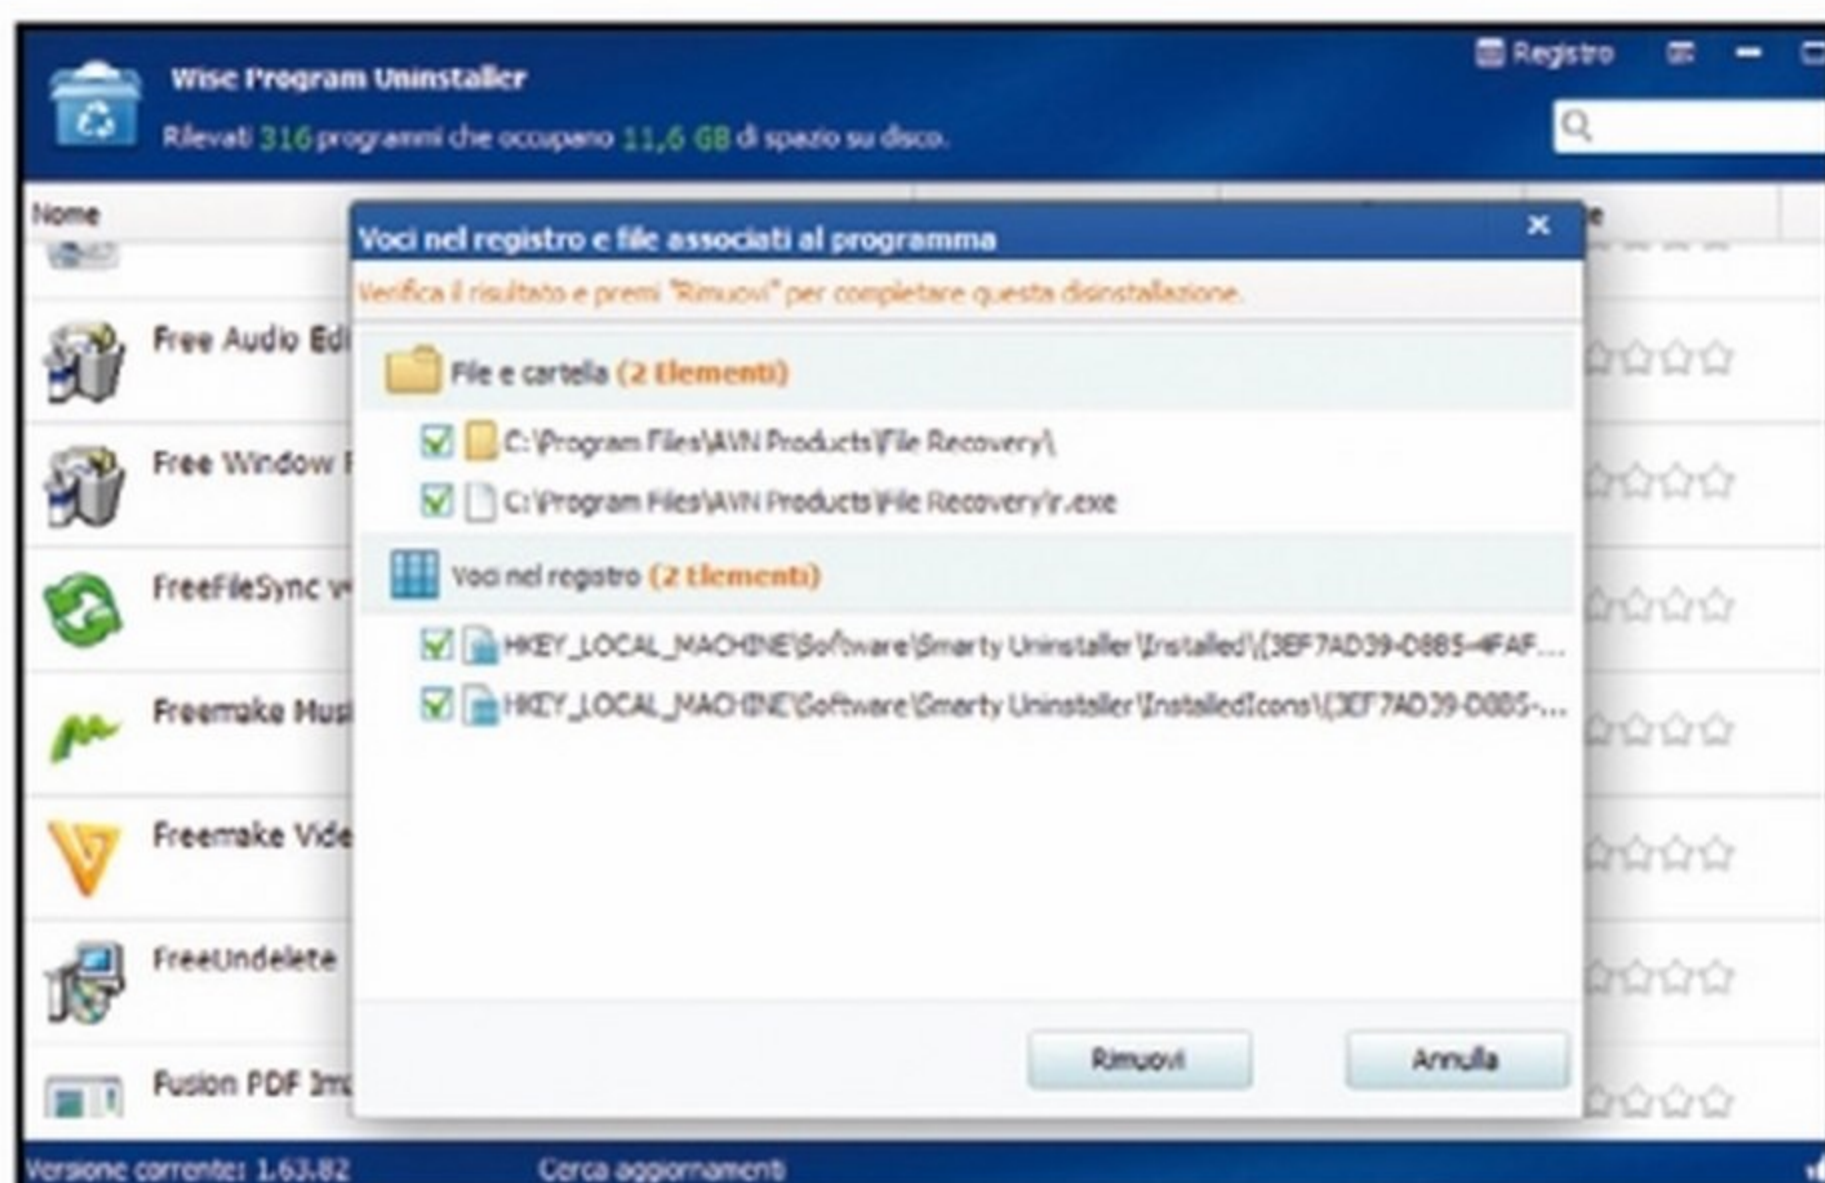 Wise Program Uninstaller
Registro
Rilevati 316 programmi che occupano 11,6 GB di spazio su disco.
Nome
Voci nel registro e file associati al programma
Verifica il risultato e premi "Rimuovi" per completare questa disinstallazione.
File e cartella (2 Elementi)
C:\Program Files\AVN Products\File Recovery\
C:\Program Files\AVN Products\File Recovery\r.exe
Voci nel registro (2 Elementi)
HKEY_LOCAL_MACHINE\Software\Smarty Uninstaller\Installed\{3EF7AD39-D8B5-4FAF...
HKEY_LOCAL_MACHINE\Software\Smarty Uninstaller\InstalledIcons\{3EF7AD39-D8B5-...
Free Audio Edi
Free Window
FreeFileSync v
Freemake Musi
Freemake Vide
FreeUndelete
Fusion PDF Ima
Rimuovi
Annulla
Versione corrente: 1.63.82
Cerca aggiornamenti